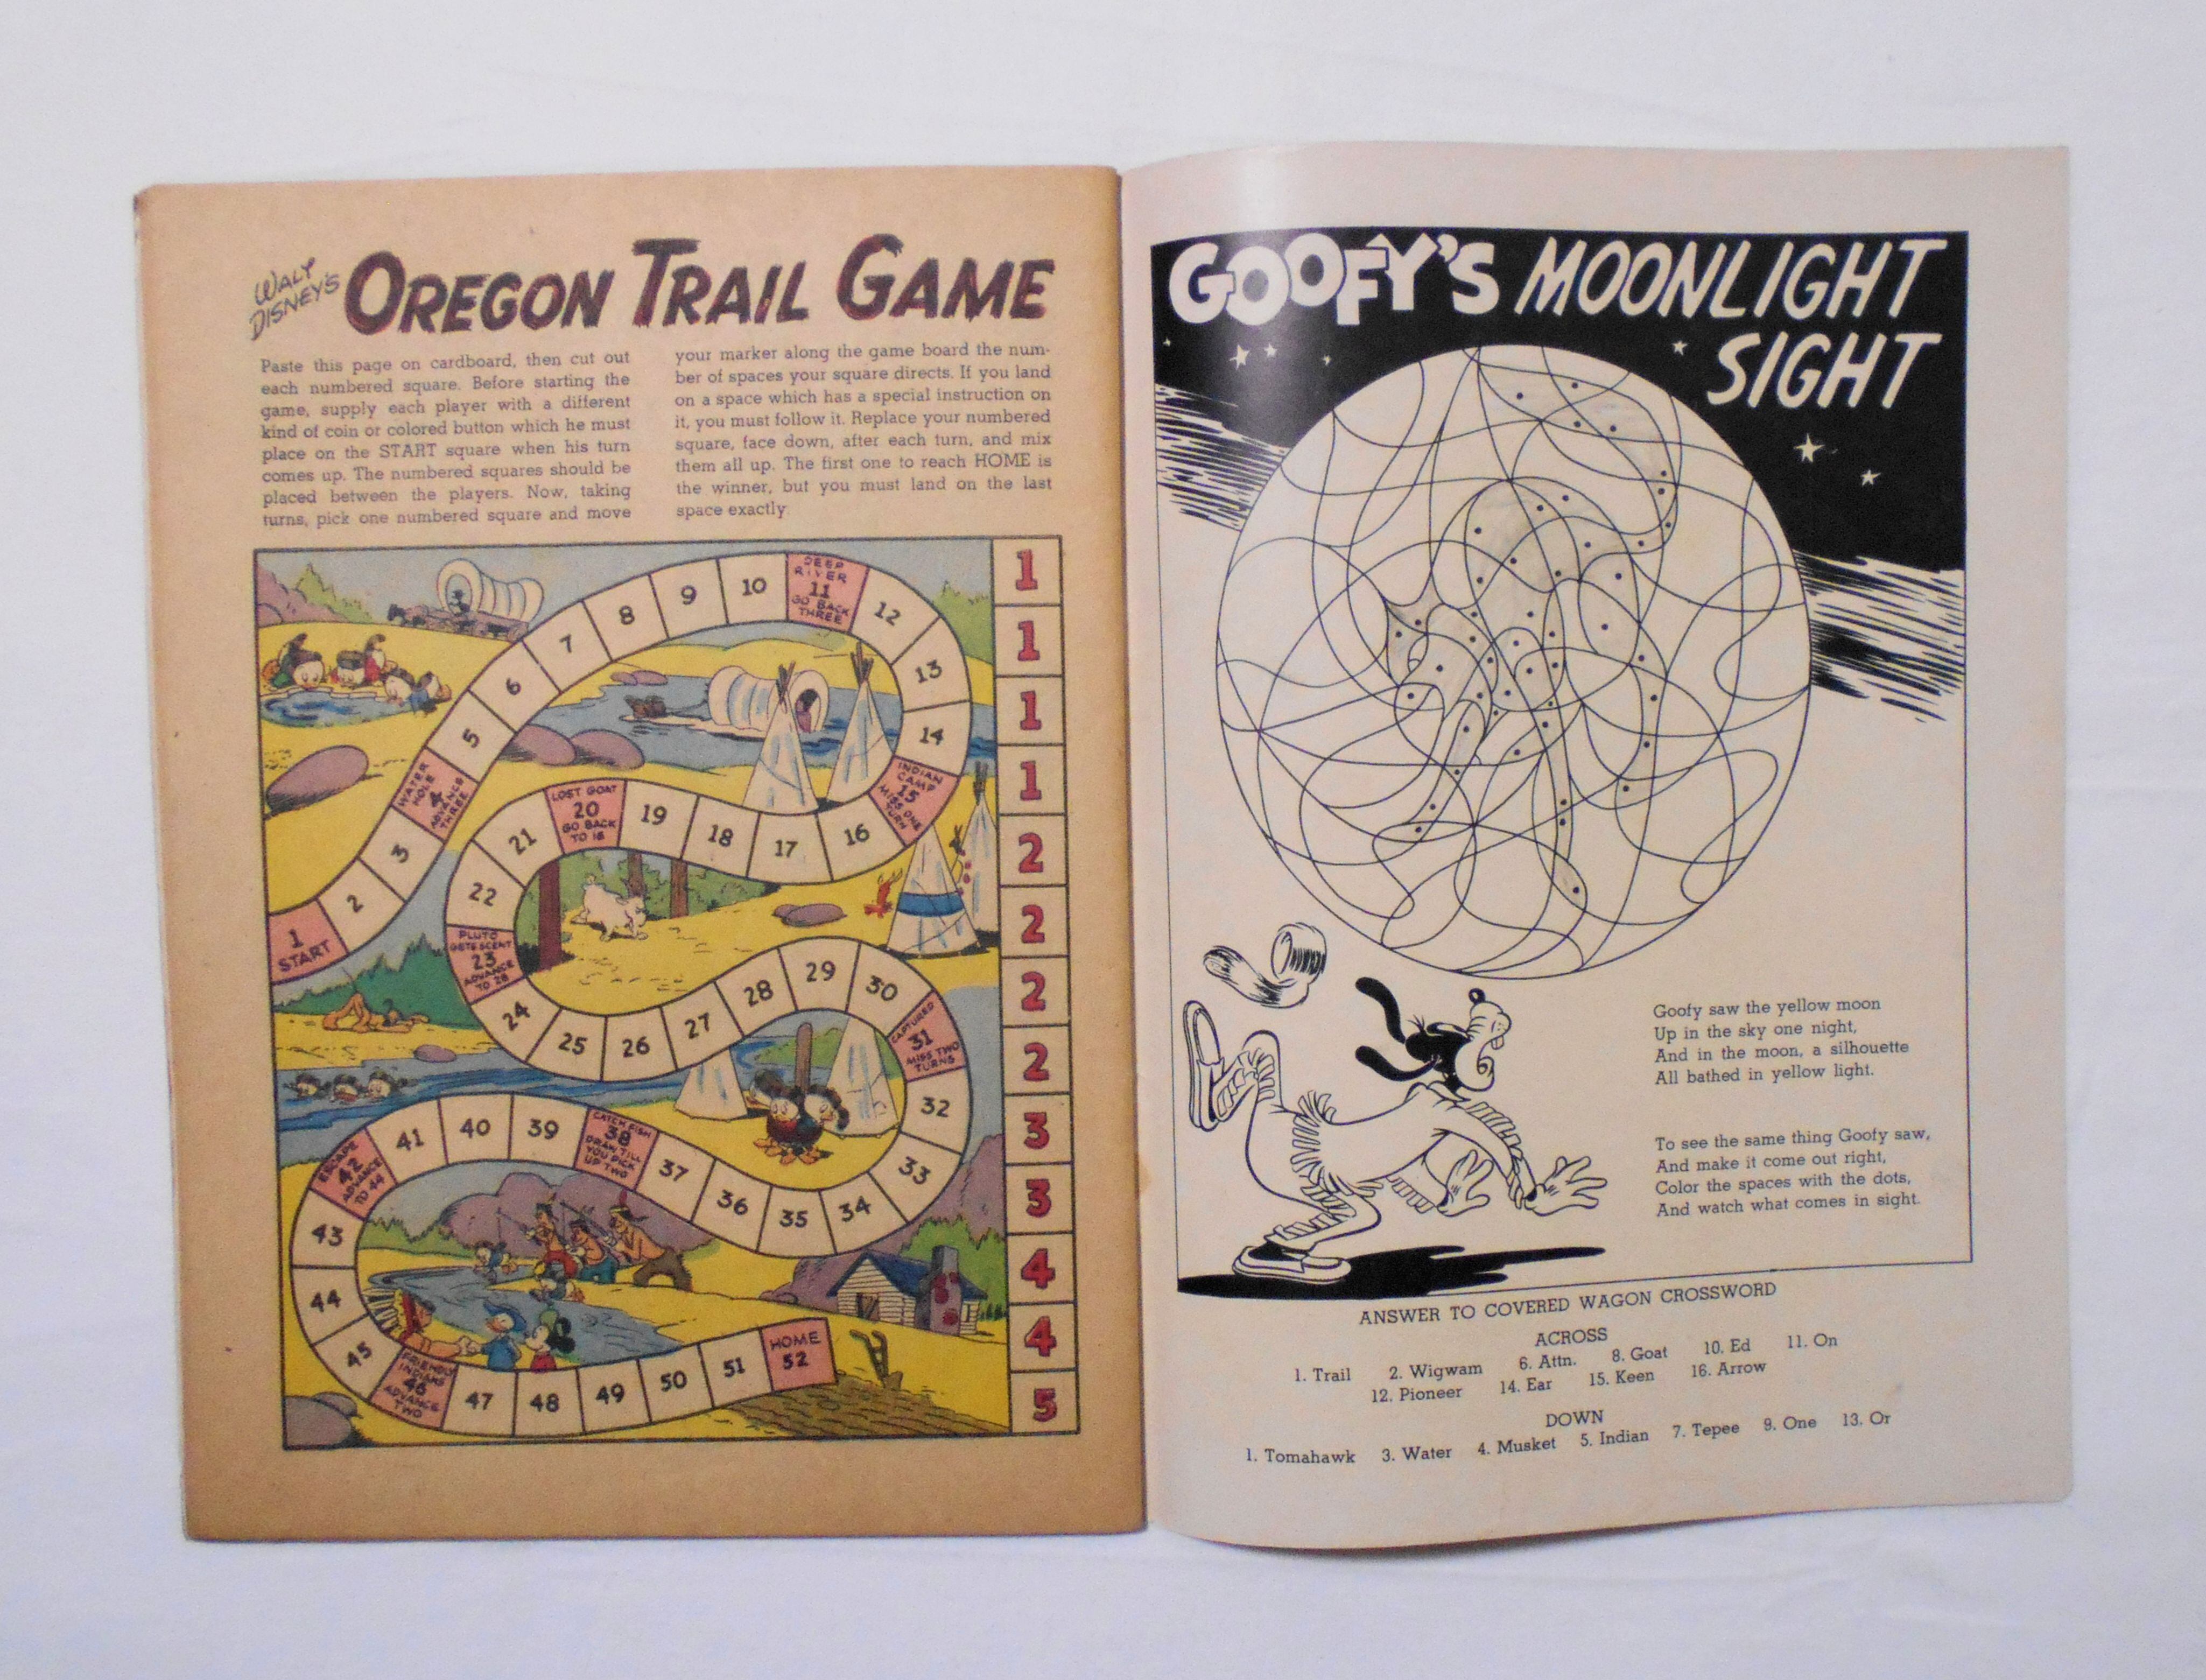 WALT
DISNEY'S
OREGON TRAIL GAME
Paste this page on cardboard, then cut out
each numbered square. Before starting the
game, supply each player with a different
kind of coin or colored button which he must
place on the START square when his turn
comes up. The numbered squares should be
placed between the players. Now, taking
turns, pick one numbered square and move
your marker along the game board the num-
ber of spaces your square directs. If you land
on a space which has a special instruction on
it, you must follow it. Replace your numbered
square, face down, after each turn, and mix
them all up. The first one to reach HOME is
the winner, but you must land on the last
space exactly.
1
START
2
3
WATER
HOLE
4
ADVANCE
THREE
5
6
7
8
9
10
DEEP
RIVER
11
GO BACK
THREE
12
13
14
INDIAN
CAMP
15
MISS ONE
TURN
16
17
18
19
LOST GOAT
20
GO BACK
TO 16
21
22
PLUTO
GETS SCENT
23
ADVANCE
TO 28
24
25
26
27
28
29
30
CAPTURED
31
MISS TWO
TURNS
32
33
34
35
36
37
CATCH FISH
38
DRAW TILL
YOU PICK
UP TWO
39
40
41
ESCAPE
42
ADVANCE
TO 44
43
44
45
FRIENDLY
INDIANS
46
ADVANCE
TWO
47
48
49
50
51
HOME
52
1
1
1
1
2
2
2
2
3
3
4
4
5
GOOFY'S MOONLIGHT
SIGHT
Goofy saw the yellow moon
Up in the sky one night,
And in the moon, a silhouette
All bathed in yellow light.
To see the same thing Goofy saw,
And make it come out right,
Color the spaces with the dots,
And watch what comes in sight.
ANSWER TO COVERED WAGON CROSSWORD
ACROSS
1. Trail 2. Wigwam 6. Attn. 8. Goat 10. Ed 11. On
12. Pioneer 14. Ear 15. Keen 16. Arrow
DOWN
1. Tomahawk 3. Water 4. Musket 5. Indian 7. Tepee 9. One 13. Or